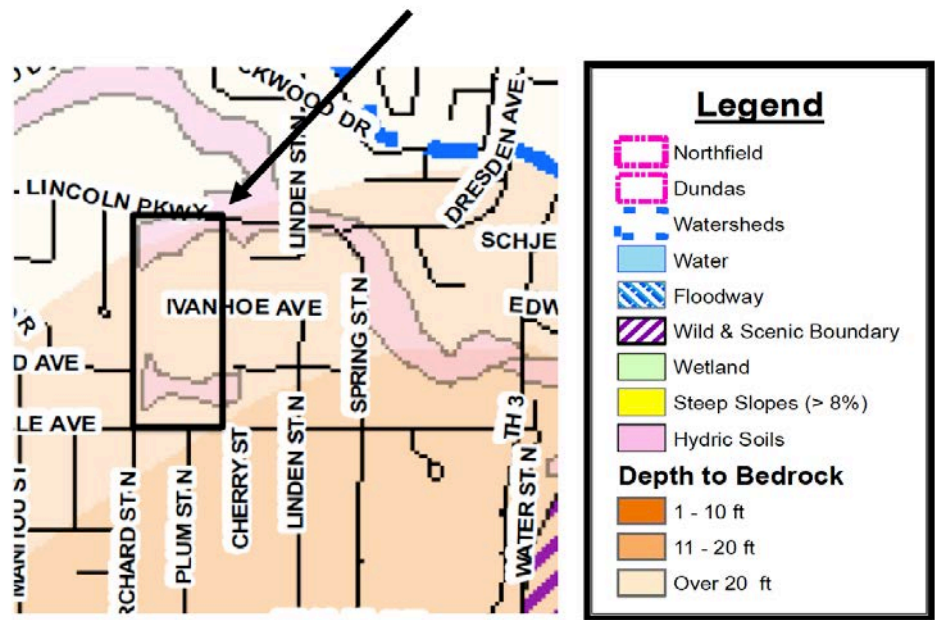 CKWOOD DR
LINDEN ST. N
DRESDEN AVE
LINCOLN PKWY
SCHJE
IVANHOE AVE
EDW
SPRING ST N
D AVE
LE AVE
TH 3
RCHARD ST. N
PLUM ST. N
CHERRY ST
LINDEN ST. N
WATER ST. N
Legend
Northfield
Dundas
Watersheds
Water
Floodway
Wild & Scenic Boundary
Wetland
Steep Slopes (> 8%)
Hydric Soils
Depth to Bedrock
1 - 10 ft
11 - 20 ft
Over 20 ft